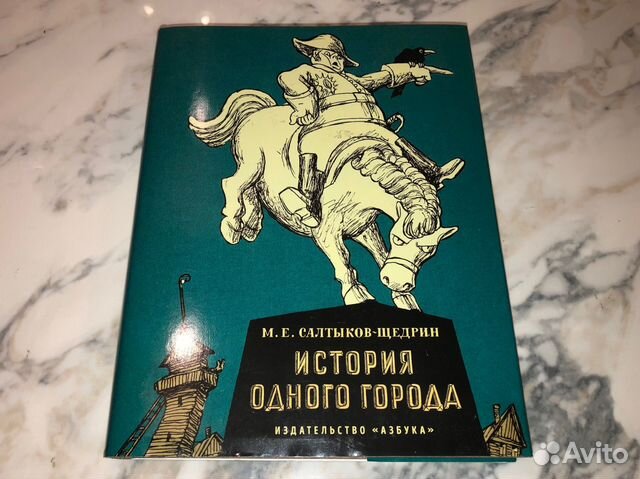 М. Е. САЛТЫКОВ-ЩЕДРИН
ИСТОРИЯ
ОДНОГО ГОРОДА
ИЗДАТЕЛЬСТВО «АЗБУКА»
Avito